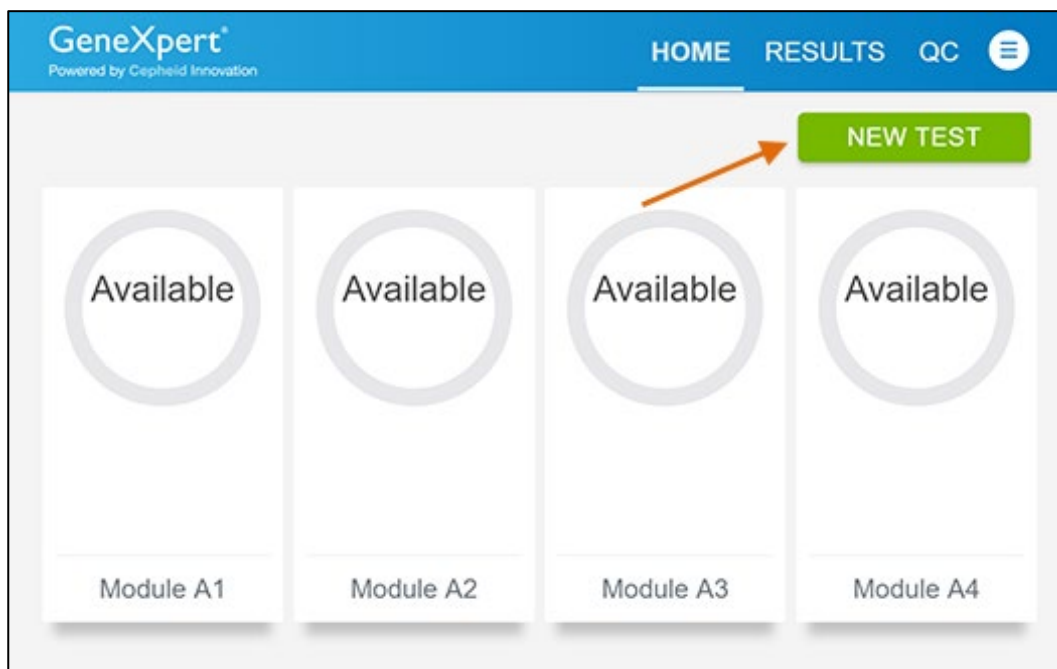 GeneXpert®
Powered by Cepheid Innovation
HOME RESULTS QC
NEW TEST
Available Available Available Available
Module A1 Module A2 Module A3 Module A4